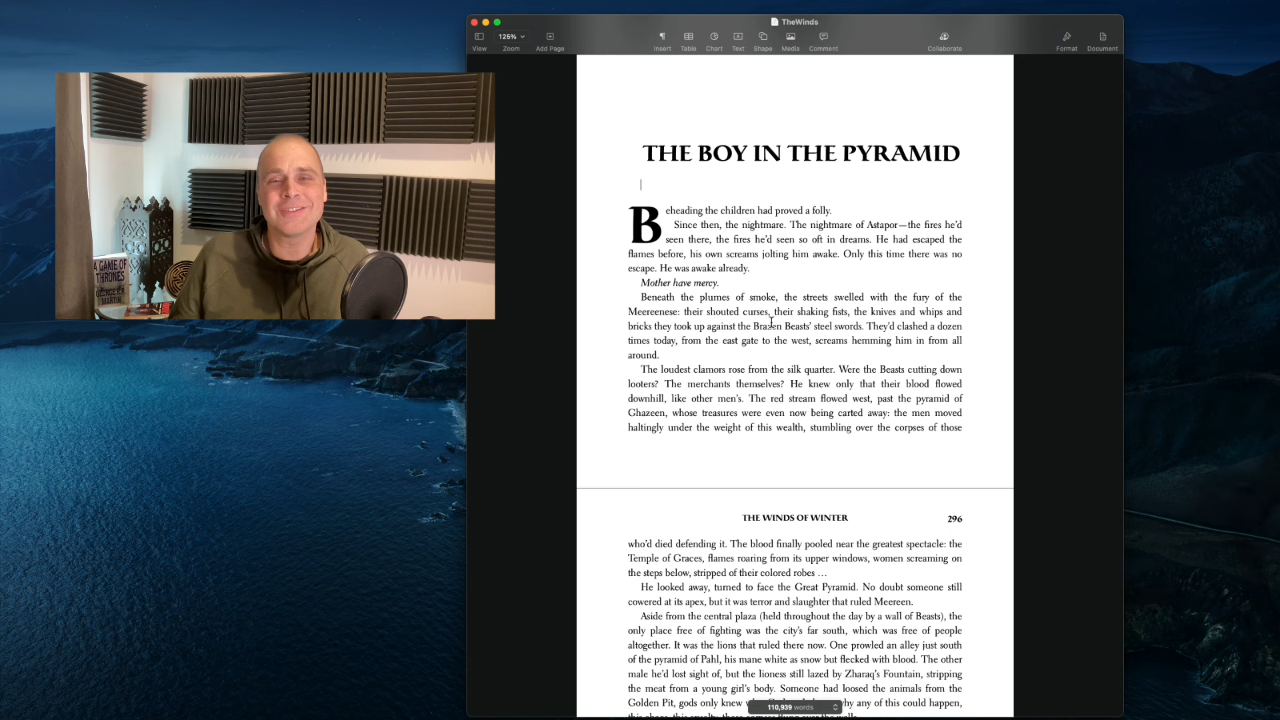 TheWinds
125%
View
Zoom
Add Page
Insert
Table
Chart
Text
Shape
Media
Comment
Collaborate
Format
Document
A GAME OF
THRONES
GEORGE R.R.
MARTIN
THE BOY IN THE PYRAMID
Beheading the children had proved a folly.
Since then, the nightmare. The nightmare of Astapor—the fires he'd
seen there, the fires he'd seen so oft in dreams. He had escaped the
flames before, his own screams jolting him awake. Only this time there was no
escape. He was awake already.
Mother have mercy.
Beneath the plumes of smoke, the streets swelled with the fury of the
Meereenese: their shouted curses, their shaking fists, the knives and whips and
bricks they took up against the Brazen Beasts' steel swords. They'd clashed a dozen
times today, from the east gate to the west, screams hemming him in from all
around.
The loudest clamors rose from the silk quarter. Were the Beasts cutting down
looters? The merchants themselves? He knew only that their blood flowed
downhill, like other men's. The red stream flowed west, past the pyramid of
Ghazeen, whose treasures were even now being carted away: the men moved
haltingly under the weight of this wealth, stumbling over the corpses of those
THE WINDS OF WINTER 296
who'd died defending it. The blood finally pooled near the greatest spectacle: the
Temple of Graces, flames roaring from its upper windows, women screaming on
the steps below, stripped of their colored robes …
He looked away, turned to face the Great Pyramid. No doubt someone still
cowered at its apex, but it was terror and slaughter that ruled Meereen.
Aside from the central plaza (held throughout the day by a wall of Beasts), the
only place free of fighting was the city's far south, which was free of people
altogether. It was the lions that ruled there now. One prowled an alley just south
of the pyramid of Pahl, his mane white as snow but flecked with blood. The other
male he'd lost sight of, but the lioness still lazed by Zharaq's Fountain, stripping
the meat from a young girl's body. Someone had loosed the animals from the
Golden Pit, gods only knew why any of this could happen,
110,939 words